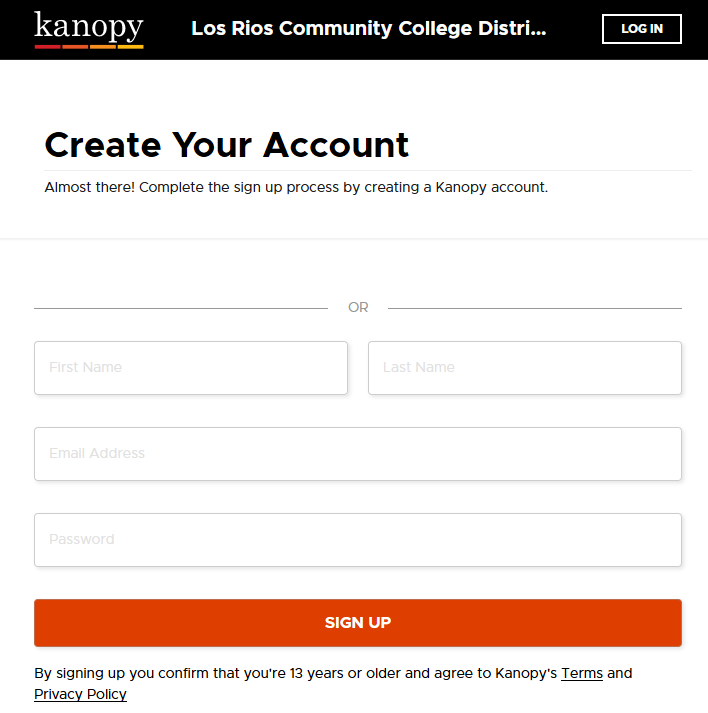 kanopy
Los Rios Community College Distri...
LOG IN
Create Your Account
Almost there! Complete the sign up process by creating a Kanopy account.
OR
First Name
Last Name
Email Address
Password
SIGN UP
By signing up you confirm that you're 13 years or older and agree to Kanopy's Terms and
Privacy Policy